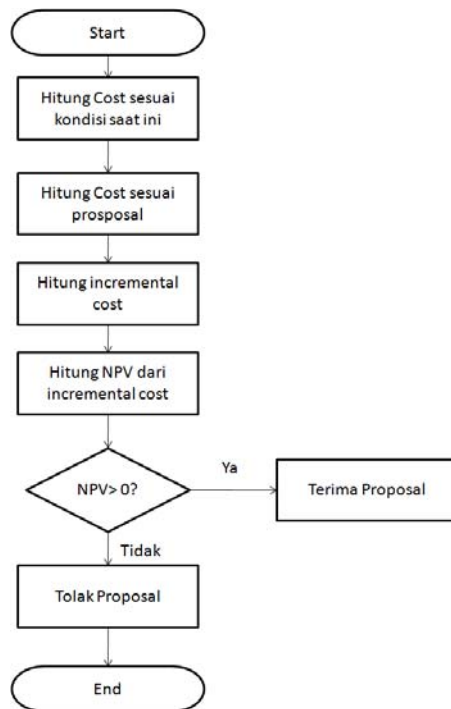 Start
Hitung Cost sesuai
kondisi saat ini
Hitung Cost sesuai
prosposal
Hitung incremental
cost
Hitung NPV dari
incremental cost
NPV> 0?
Ya
Terima Proposal
Tidak
Tolak Proposal
End